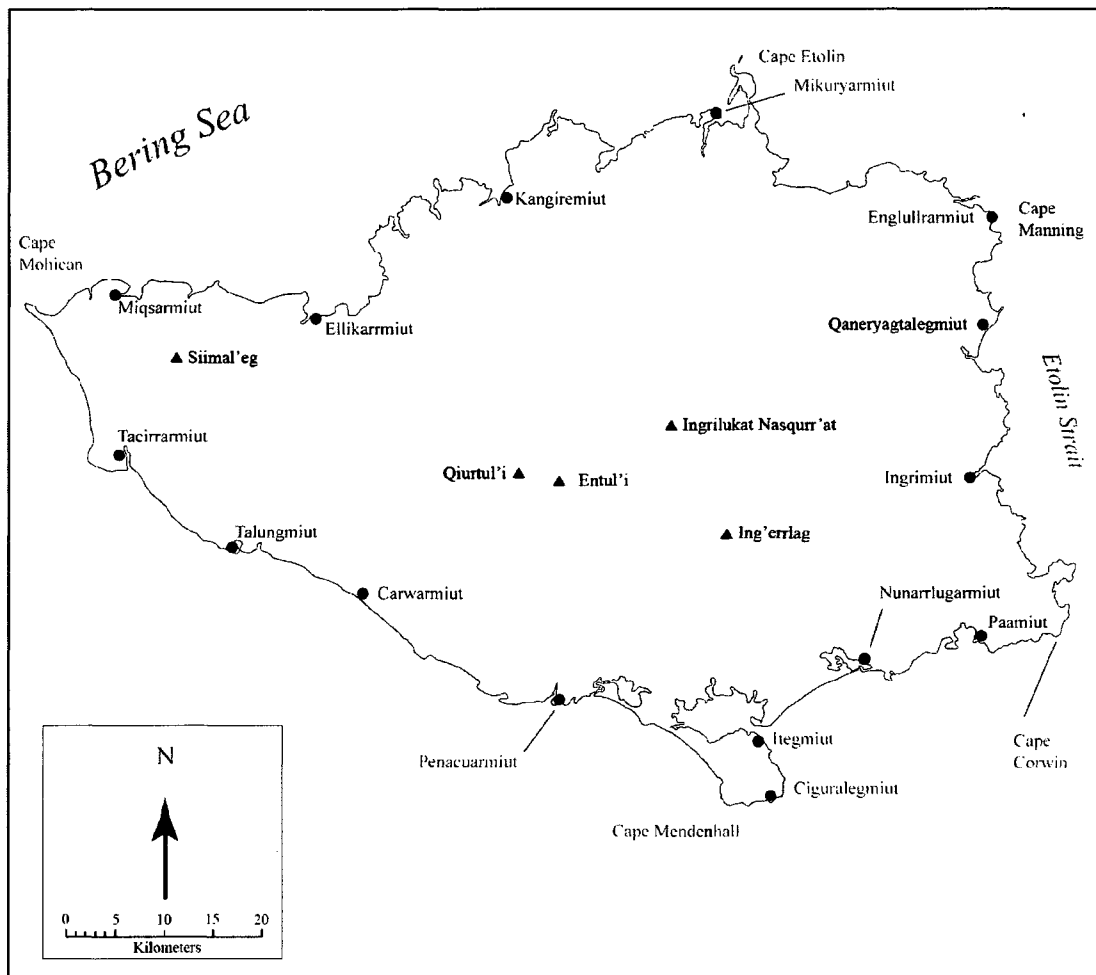 Cape Etolin
Mikuryarmiut
Bering Sea
Kangiremiut
Englullrarmiut
Cape
Manning
Cape
Mohican
Miqsarmiut
Ellikarrmiut
Qaneryagtalegmiut
Siimal'eg
Etolin Strait
Ingrilukat Nasqurr'at
Tacirrarmiut
Qiurtul'i
Entul'i
Ingrimiut
Talungmiut
Ing'errlag
Carwarmiut
Nunarrlugarmiut
Paamiut
Penacuarmiut
Itegmiut
Cape
Corwin
Ciguralegmiut
Cape Mendenhall
N
0 5 10 15 20
Kilometers